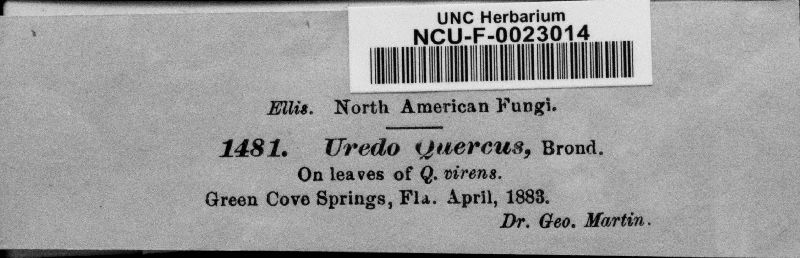 UNC Herbarium
NCU-F-0023014
Ellis. North American Fungi.
1481. Uredo Quercus, Brond.
On leaves of Q. virens.
Green Cove Springs, Fla. April, 1883.
Dr. Geo. Martin.